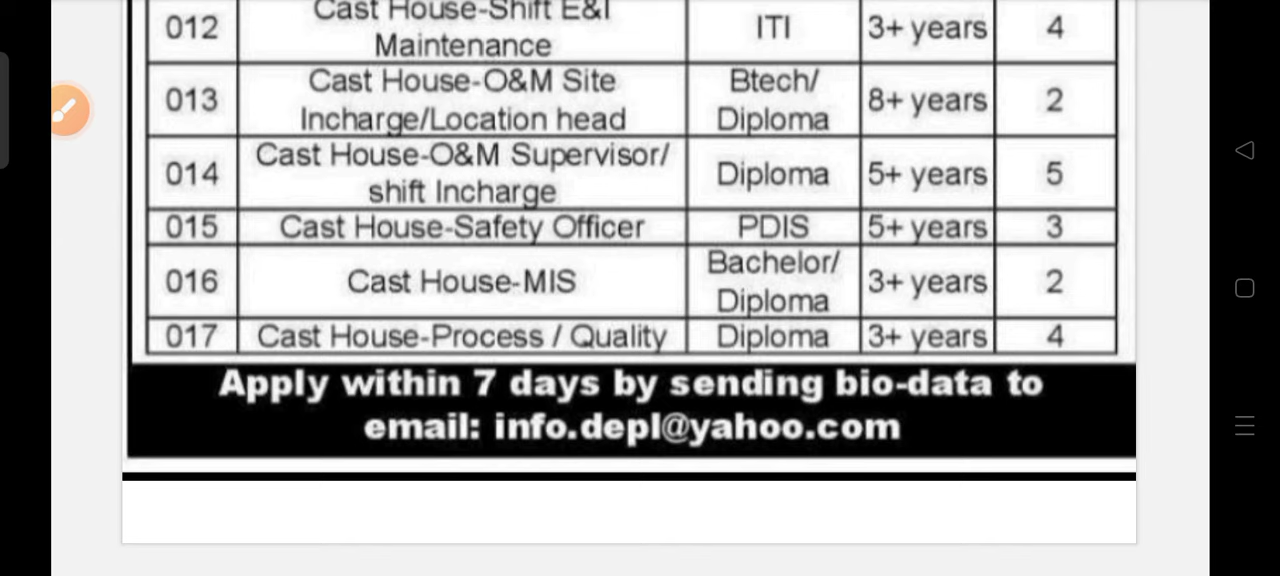 012 Cast House-Shift E&I Maintenance ITI 3+ years 4
013 Cast House-O&M Site Incharge/Location head Btech/ Diploma 8+ years 2
014 Cast House-O&M Supervisor/ shift Incharge Diploma 5+ years 5
015 Cast House-Safety Officer PDIS 5+ years 3
016 Cast House-MIS Bachelor/ Diploma 3+ years 2
017 Cast House-Process / Quality Diploma 3+ years 4
Apply within 7 days by sending bio-data to
email: info.depl@yahoo.com